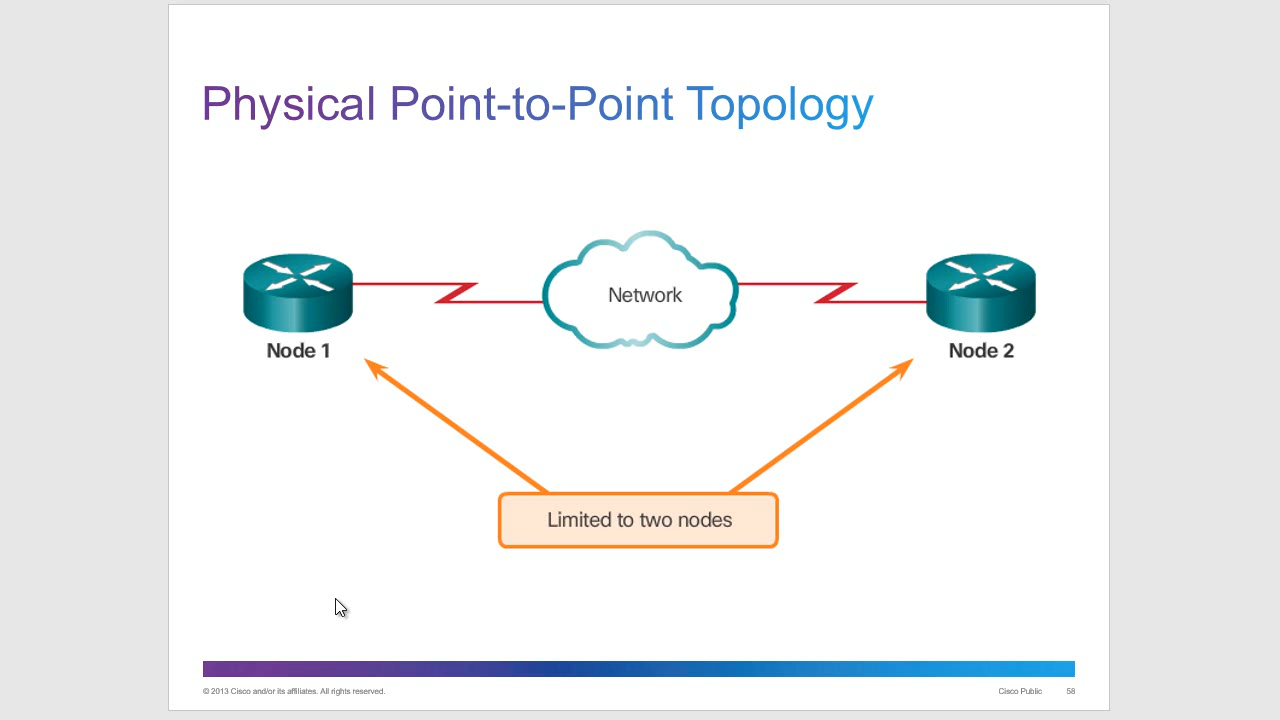 Physical Point-to-Point Topology
Network
Node 1
Node 2
Limited to two nodes
© 2013 Cisco and/or its affiliates. All rights reserved.
Cisco Public
58